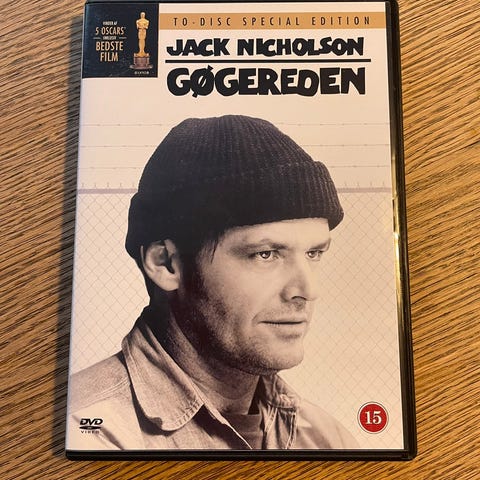 VINDER AF
5 OSCARS
INKLUSIV
BEDSTE
FILM
TO-DISC SPECIAL EDITION
JACK NICHOLSON
GØGEREDEN
DVD
VIDEO
15